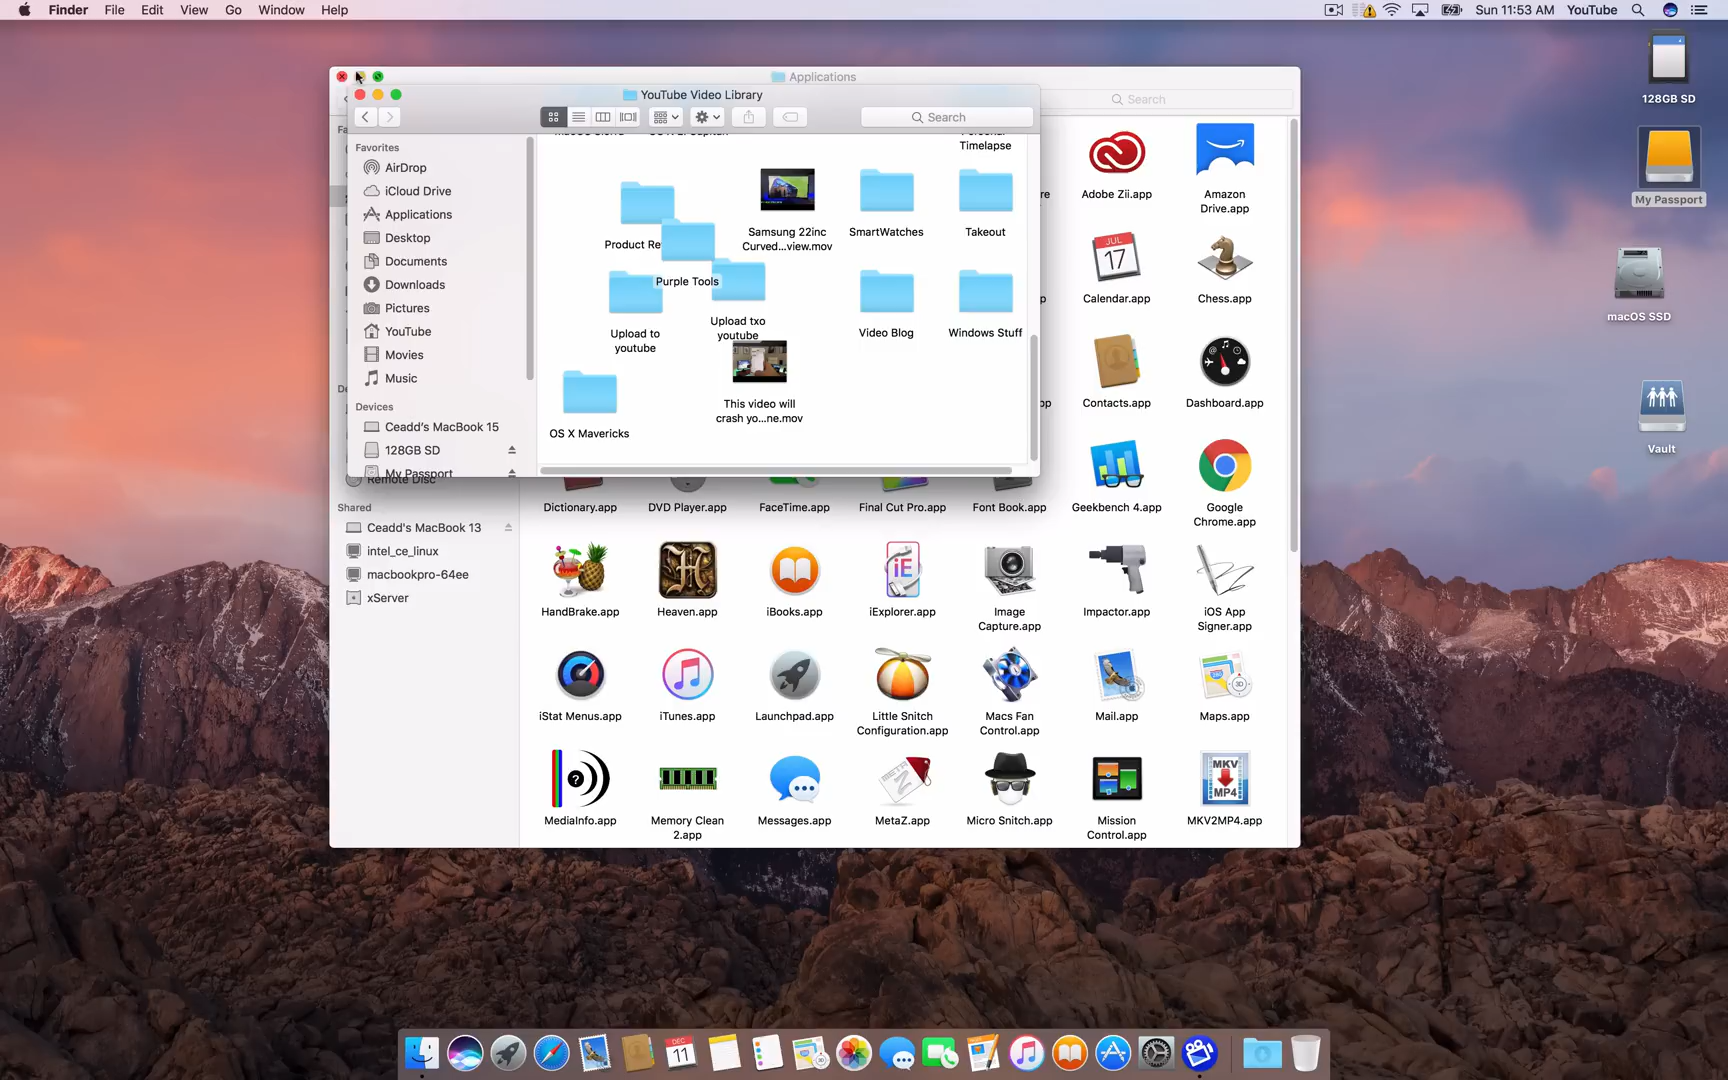 Finder File Edit View Go Window Help
Sun 11:53 AM YouTube
Applications
Search
YouTube Video Library
Search
Favorites
AirDrop
iCloud Drive
Applications
Desktop
Documents
Downloads
Pictures
YouTube
Movies
Music
Devices
Ceadd's MacBook 15
128GB SD
My Passport
Remote Disc
Shared
Ceadd's MacBook 13
intel_ce_linux
macbookpro-64ee
xServer
Personal
Timelapse
Product Re
Samsung 22inc
Curved...view.mov
SmartWatches
Takeout
Purple Tools
Upload to
youtube
Upload txo
youtube
Video Blog
Windows Stuff
This video will
crash yo...ne.mov
OS X Mavericks
Adobe Zii.app
Amazon
Drive.app
JUL
17
Calendar.app
Chess.app
Contacts.app
Dashboard.app
Dictionary.app
DVD Player.app
FaceTime.app
Final Cut Pro.app
Font Book.app
Geekbench 4.app
Google
Chrome.app
HandBrake.app
Heaven.app
iBooks.app
iExplorer.app
Image
Capture.app
Impactor.app
iOS App
Signer.app
iStat Menus.app
iTunes.app
Launchpad.app
Little Snitch
Configuration.app
Macs Fan
Control.app
Mail.app
Maps.app
MKV
MP4
MediaInfo.app
Memory Clean
2.app
Messages.app
MetaZ.app
Micro Snitch.app
Mission
Control.app
MKV2MP4.app
128GB SD
My Passport
macOS SSD
Vault
DEC
11